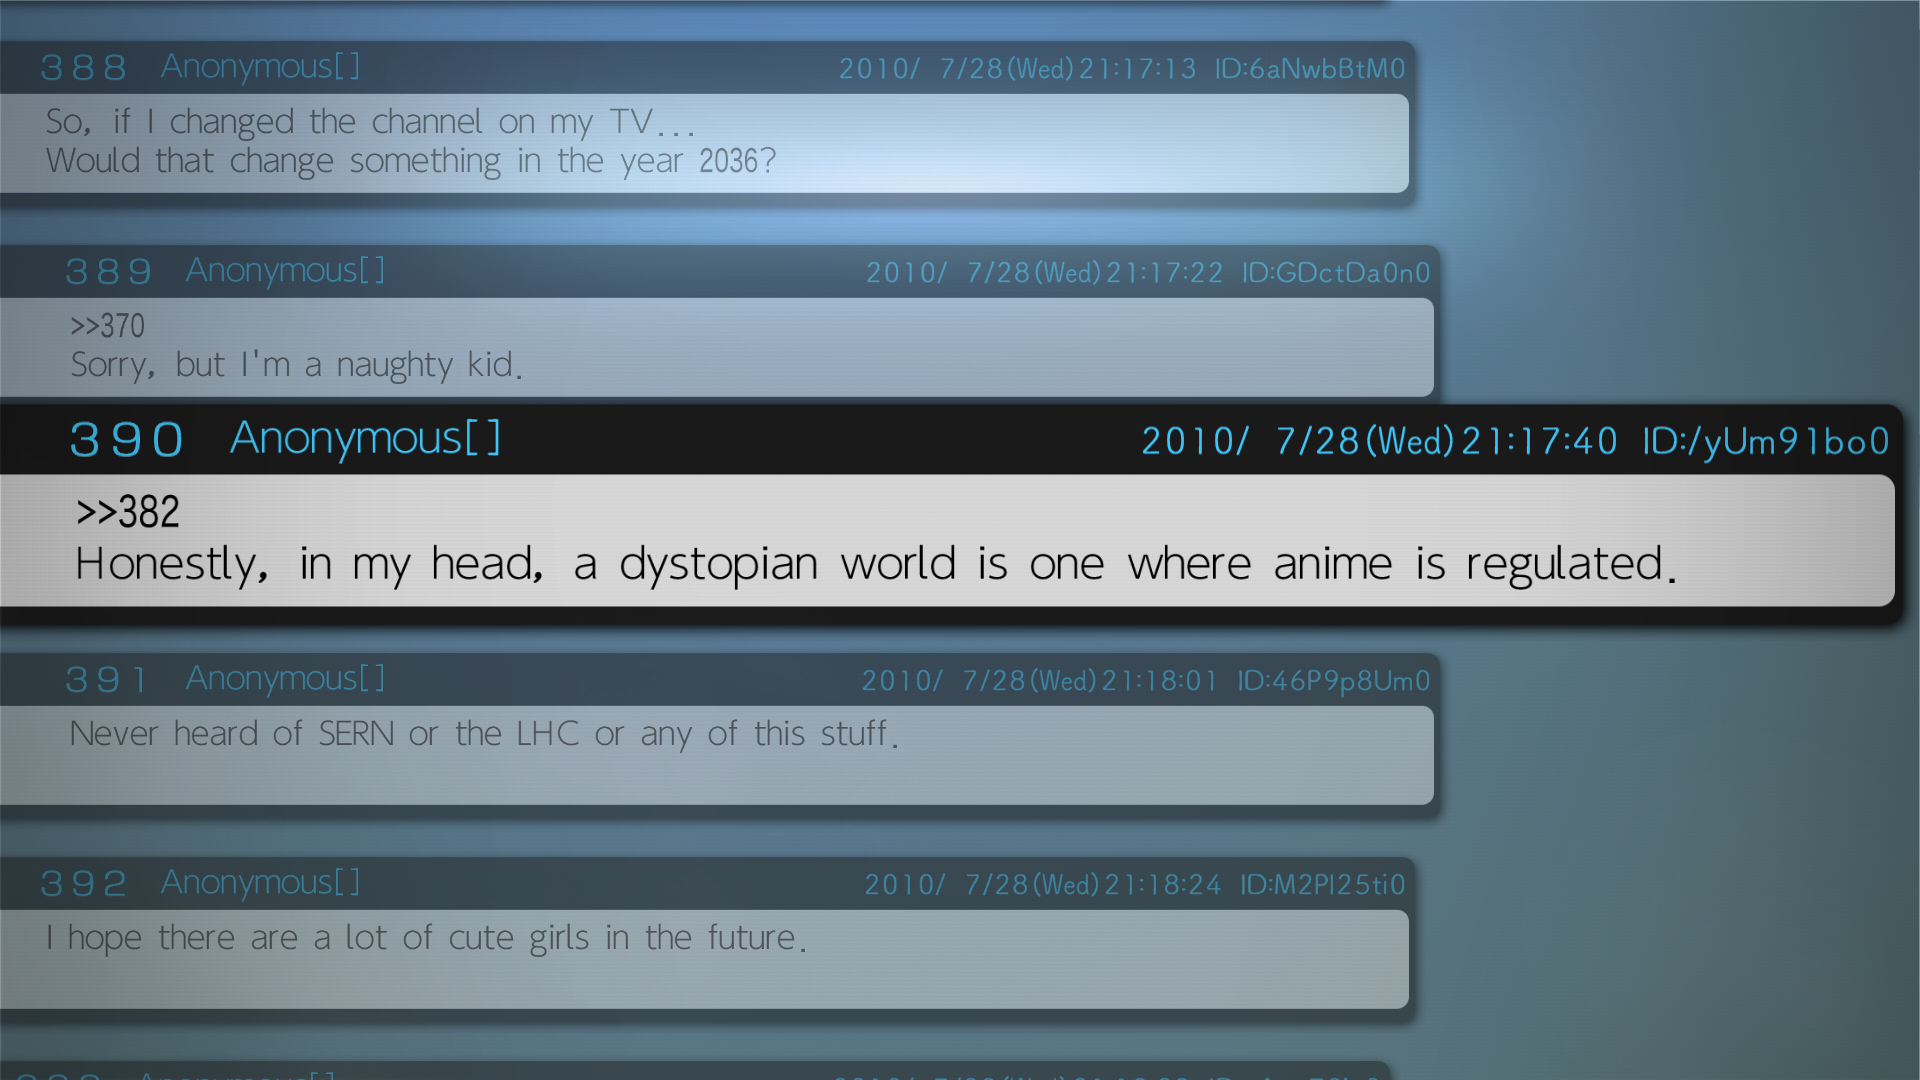 388 Anonymous[] 2010/ 7/28(Wed)21:17:13 ID:6aNwbBtM0
So, if I changed the channel on my TV...
Would that change something in the year 2036?
389 Anonymous[] 2010/ 7/28(Wed)21:17:22 ID:GDctDa0n0
>>370
Sorry, but I'm a naughty kid.
390 Anonymous[] 2010/ 7/28(Wed)21:17:40 ID:/yUm91bo0
>>382
Honestly, in my head, a dystopian world is one where anime is regulated.
391 Anonymous[] 2010/ 7/28(Wed)21:18:01 ID:46P9p8Um0
Never heard of SERN or the LHC or any of this stuff.
392 Anonymous[] 2010/ 7/28(Wed)21:18:24 ID:M2Pl25ti0
I hope there are a lot of cute girls in the future.
Anonymous[]